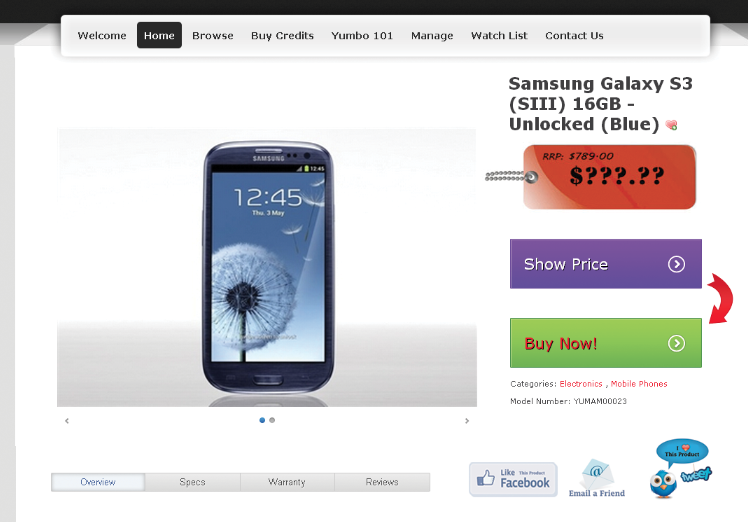 Welcome Home Browse Buy Credits Yumbo 101 Manage Watch List Contact Us
Samsung Galaxy S3
(SIII) 16GB -
Unlocked (Blue)
RRP: $789.00
$???.??
SAMSUNG
12:45
12:45
Thu. 3 May
Show Price
Buy Now!
Categories: Electronics , Mobile Phones
Model Number: YUMAM00023
‹ ›
Overview Specs Warranty Reviews
Like This Product
Facebook
@
Email a Friend
I
This Product
tweet